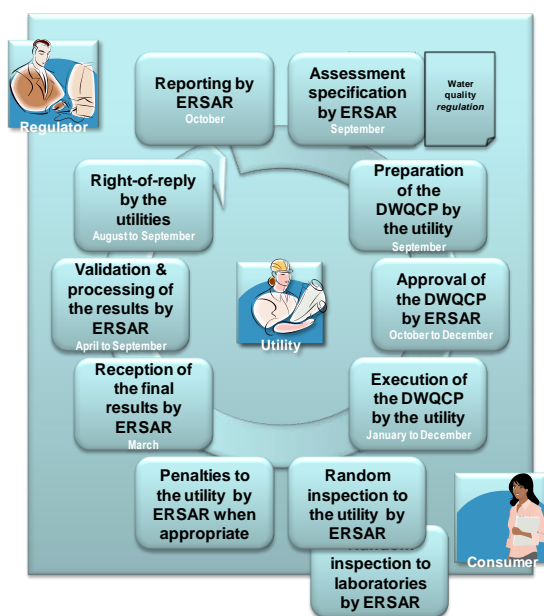 Regulator
Reporting by
ERSAR
October
Assessment
specification
by ERSAR
September
Water
quality
regulation
Right-of-reply
by the
utilities
August to September
Preparation
of the
DWQCP by
the utility
September
Validation &
processing of
the results by
ERSAR
April to September
Utility
Approval of
the DWQCP
by ERSAR
October to December
Reception of
the final
results by
ERSAR
March
Execution of
the DWQCP
by the utility
January to December
Penalties to
the utility by
ERSAR when
appropriate
Random
inspection to
the utility by
ERSAR
inspection to
laboratories
by ERSAR
Consumer